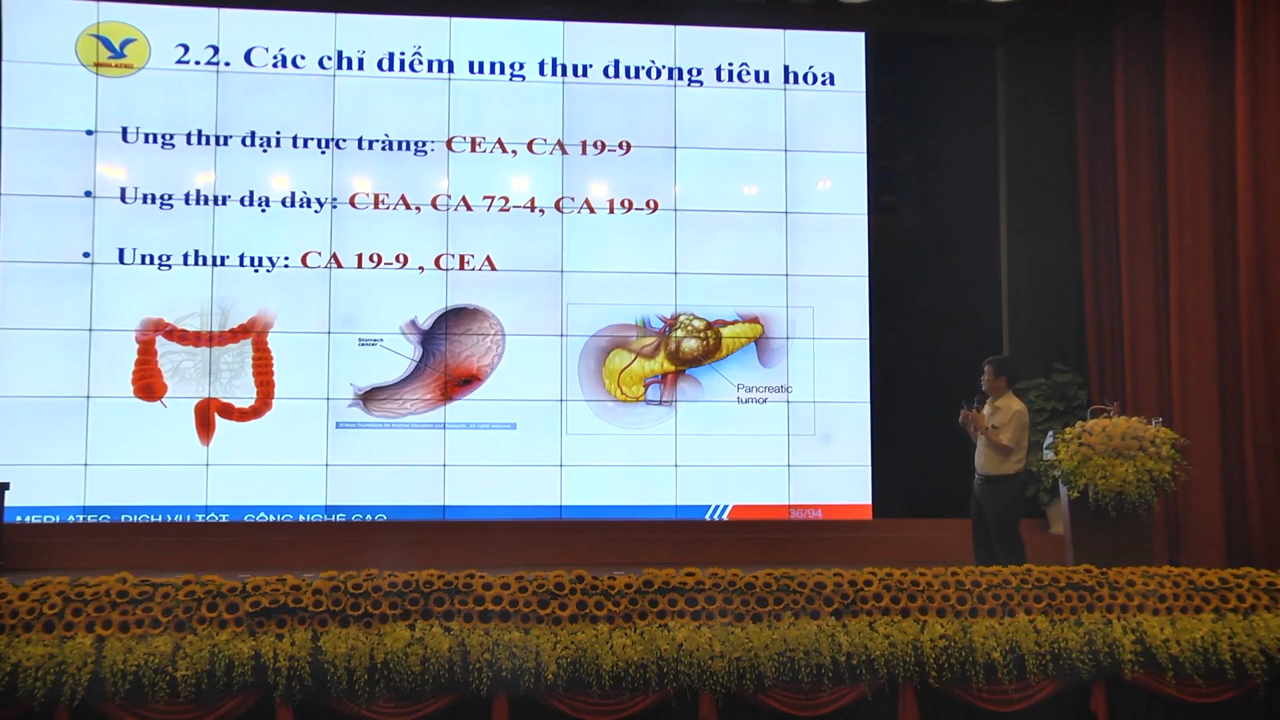 2.2. Các chỉ điểm ung thư đường tiêu hóa
MEDLATEC
• Ung thư đại trực tràng: CEA, CA 19-9
• Ung thư dạ dày: CEA, CA 72-4, CA 19-9
• Ung thư tụy: CA 19-9 , CEA
Stomach
cancer
Pancreatic
tumor
MEDLATEC, DỊCH VỤ TỐT - CÔNG NGHỆ CAO
36/94